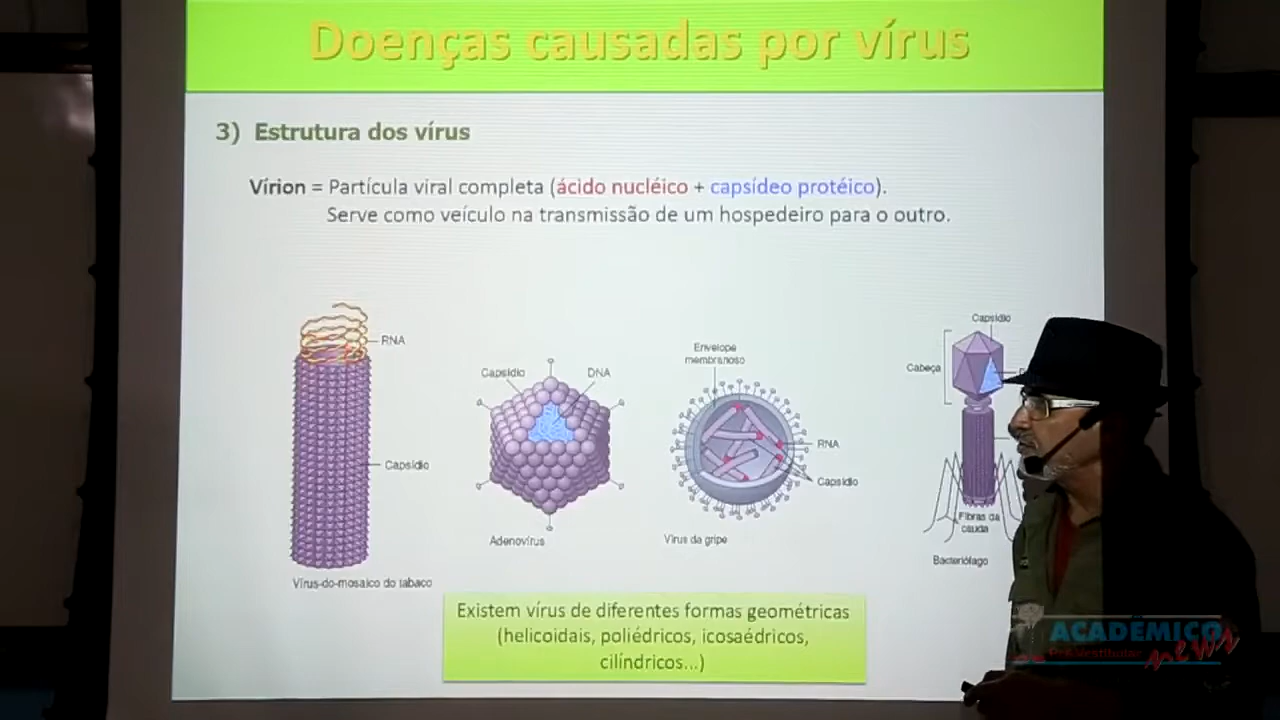 Doenças causadas por vírus
3) Estrutura dos vírus
Vírion = Partícula viral completa (ácido nucléico + capsídeo protéico).
Serve como veículo na transmissão de um hospedeiro para o outro.
RNA
Capsídio
Vírus-do-mosaico do tabaco
Capsídio
DNA
Adenovírus
Envelope
membranoso
RNA
Capsídio
Vírus da gripe
Capsídio
Cabeça
Fibras da
cauda
Bacteriófago
Existem vírus de diferentes formas geométricas
(helicoidais, poliédricos, icosaédricos,
cilíndricos...)
ACADÊMICO
Pré-Vestibular
news